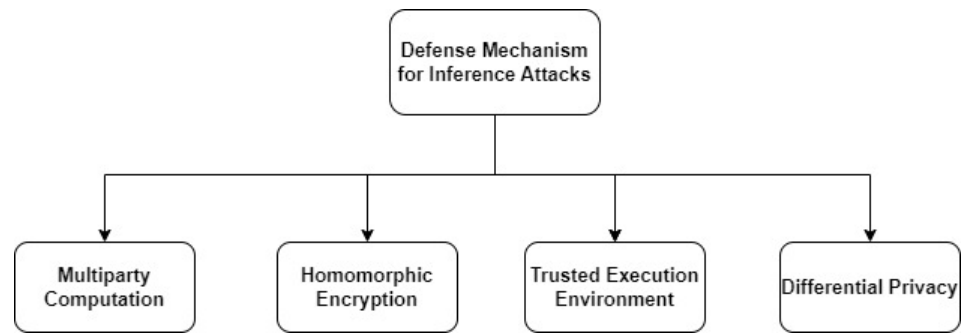 Defense Mechanism
for Inference Attacks
Multiparty
Computation
Homomorphic
Encryption
Trusted Execution
Environment
Differential Privacy